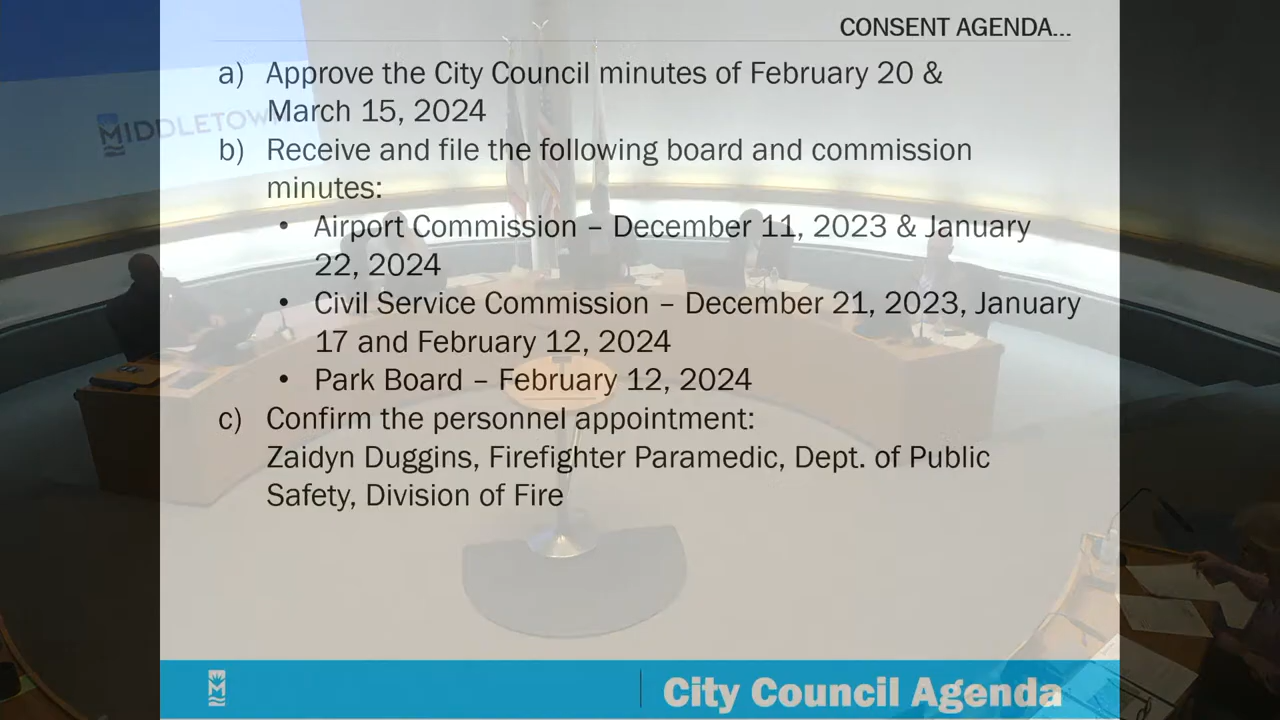 CONSENT AGENDA...
a) Approve the City Council minutes of February 20 &
March 15, 2024
MIDDLETOWN
b) Receive and file the following board and commission
minutes:
• Airport Commission – December 11, 2023 & January
22, 2024
• Civil Service Commission – December 21, 2023, January
17 and February 12, 2024
• Park Board – February 12, 2024
c) Confirm the personnel appointment:
Zaidyn Duggins, Firefighter Paramedic, Dept. of Public
Safety, Division of Fire
City Council Agenda